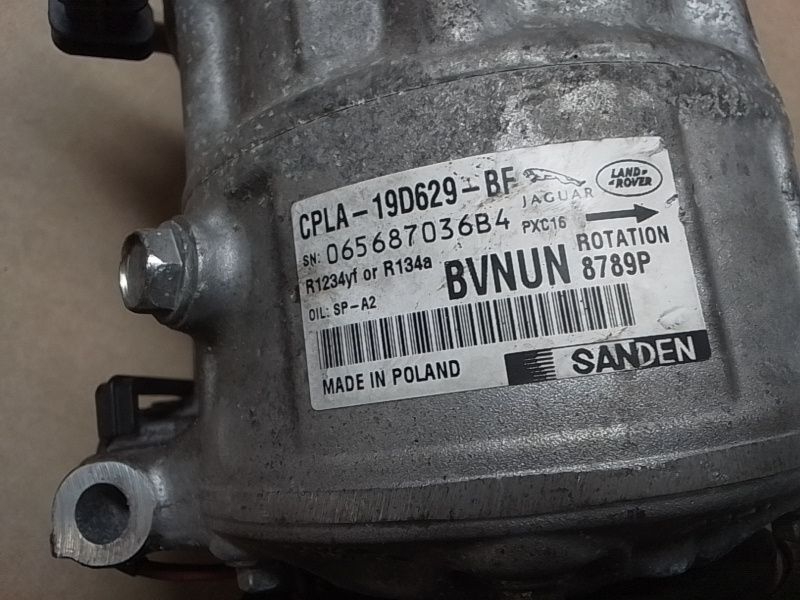 CPLA-19D629-BF
JAGUAR
LAND-
ROVER
SN: 065687036B4
PXC16
R1234yf or R134a
BVNUN
ROTATION
8789P
OIL: SP-A2
MADE IN POLAND
SANDEN